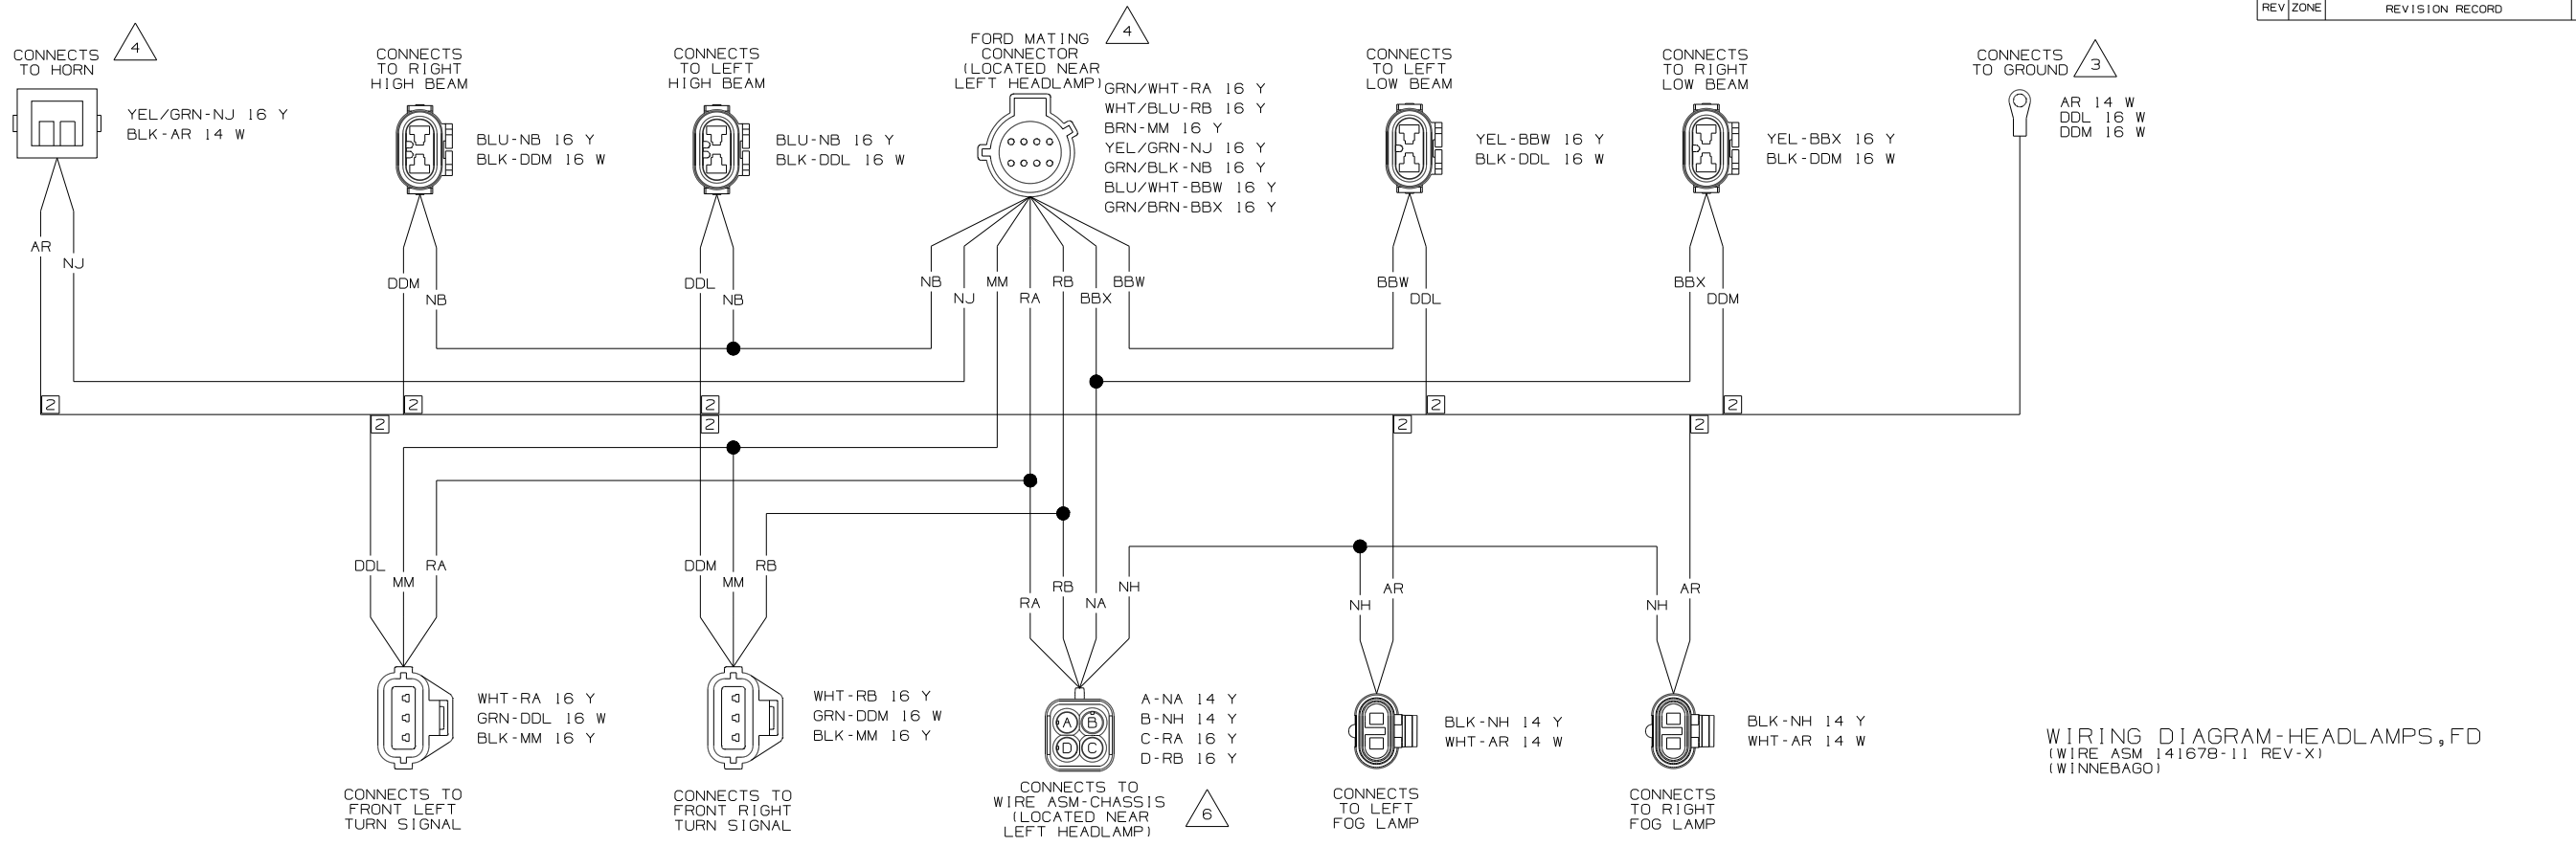 REV ZONE REVISION RECORD
CONNECTS
TO HORN
4
YEL/GRN-NJ 16 Y
BLK-AR 14 W
CONNECTS
TO RIGHT
HIGH BEAM
BLU-NB 16 Y
BLK-DDM 16 W
CONNECTS
TO LEFT
HIGH BEAM
BLU-NB 16 Y
BLK-DDL 16 W
FORD MATING
CONNECTOR
(LOCATED NEAR
LEFT HEADLAMP)
4
GRN/WHT-RA 16 Y
WHT/BLU-RB 16 Y
BRN-MM 16 Y
YEL/GRN-NJ 16 Y
GRN/BLK-NB 16 Y
BLU/WHT-BBW 16 Y
GRN/BRN-BBX 16 Y
CONNECTS
TO LEFT
LOW BEAM
YEL-BBW 16 Y
BLK-DDL 16 W
CONNECTS
TO RIGHT
LOW BEAM
YEL-BBX 16 Y
BLK-DDM 16 W
CONNECTS
TO GROUND
3
AR 14 W
DDL 16 W
DDM 16 W
AR
NJ
DDM
NB
DDL
NB
NB
NJ
MM
RA
RB
BBX
BBW
BBW
DDL
BBX
DDM
2
2
2
2
2
2
2
2
2
DDL
MM
RA
DDM
MM
RB
RA
RB
NA
NH
NH
AR
NH
AR
WHT-RA 16 Y
GRN-DDL 16 W
BLK-MM 16 Y
CONNECTS TO
FRONT LEFT
TURN SIGNAL
WHT-RB 16 Y
GRN-DDM 16 W
BLK-MM 16 Y
CONNECTS TO
FRONT RIGHT
TURN SIGNAL
A B
D C
A-NA 14 Y
B-NH 14 Y
C-RA 16 Y
D-RB 16 Y
CONNECTS TO
WIRE ASM-CHASSIS
(LOCATED NEAR
LEFT HEADLAMP)
6
BLK-NH 14 Y
WHT-AR 14 W
CONNECTS
TO LEFT
FOG LAMP
BLK-NH 14 Y
WHT-AR 14 W
CONNECTS
TO RIGHT
FOG LAMP
WIRING DIAGRAM-HEADLAMPS,FD
(WIRE ASM 141678-11 REV-X)
(WINNEBAGO)